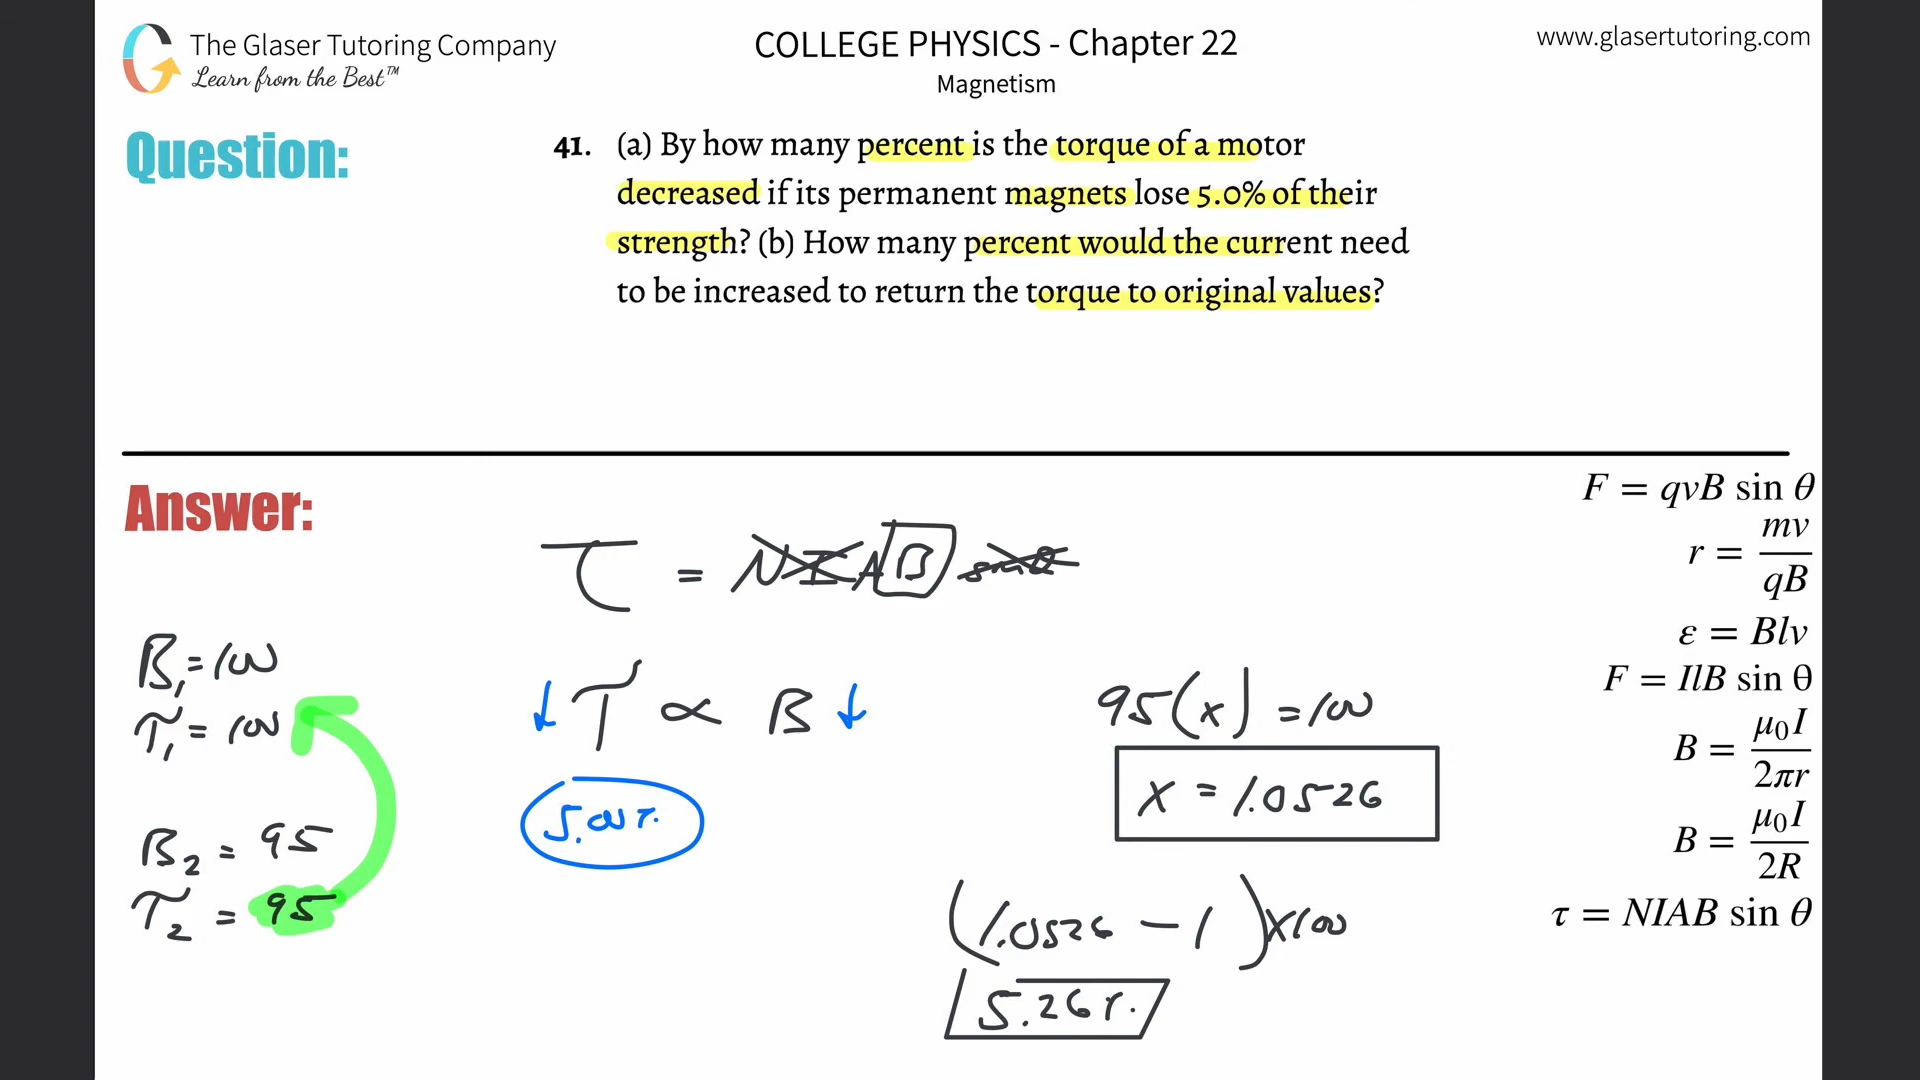 The Glaser Tutoring Company
Learn from the Best™
COLLEGE PHYSICS - Chapter 22
Magnetism
www.glasertutoring.com
Question:
41. (a) By how many percent is the torque of a motor
decreased if its permanent magnets lose 5.0% of their
strength? (b) How many percent would the current need
to be increased to return the torque to original values?
Answer:
τ = NIAB sinθ
B₁ = 100
τ₁ = 100
B₂ = 95
τ₂ = 95
↓ τ ∝ B ↓
5.00%
95(x) = 100
x = 1.0526
(1.0526 - 1) x100
5.26%
F = qvB sin θ
r = mv/qB
ε = Blv
F = IlB sin θ
B = μ₀I/2πr
B = μ₀I/2R
τ = NIAB sin θ